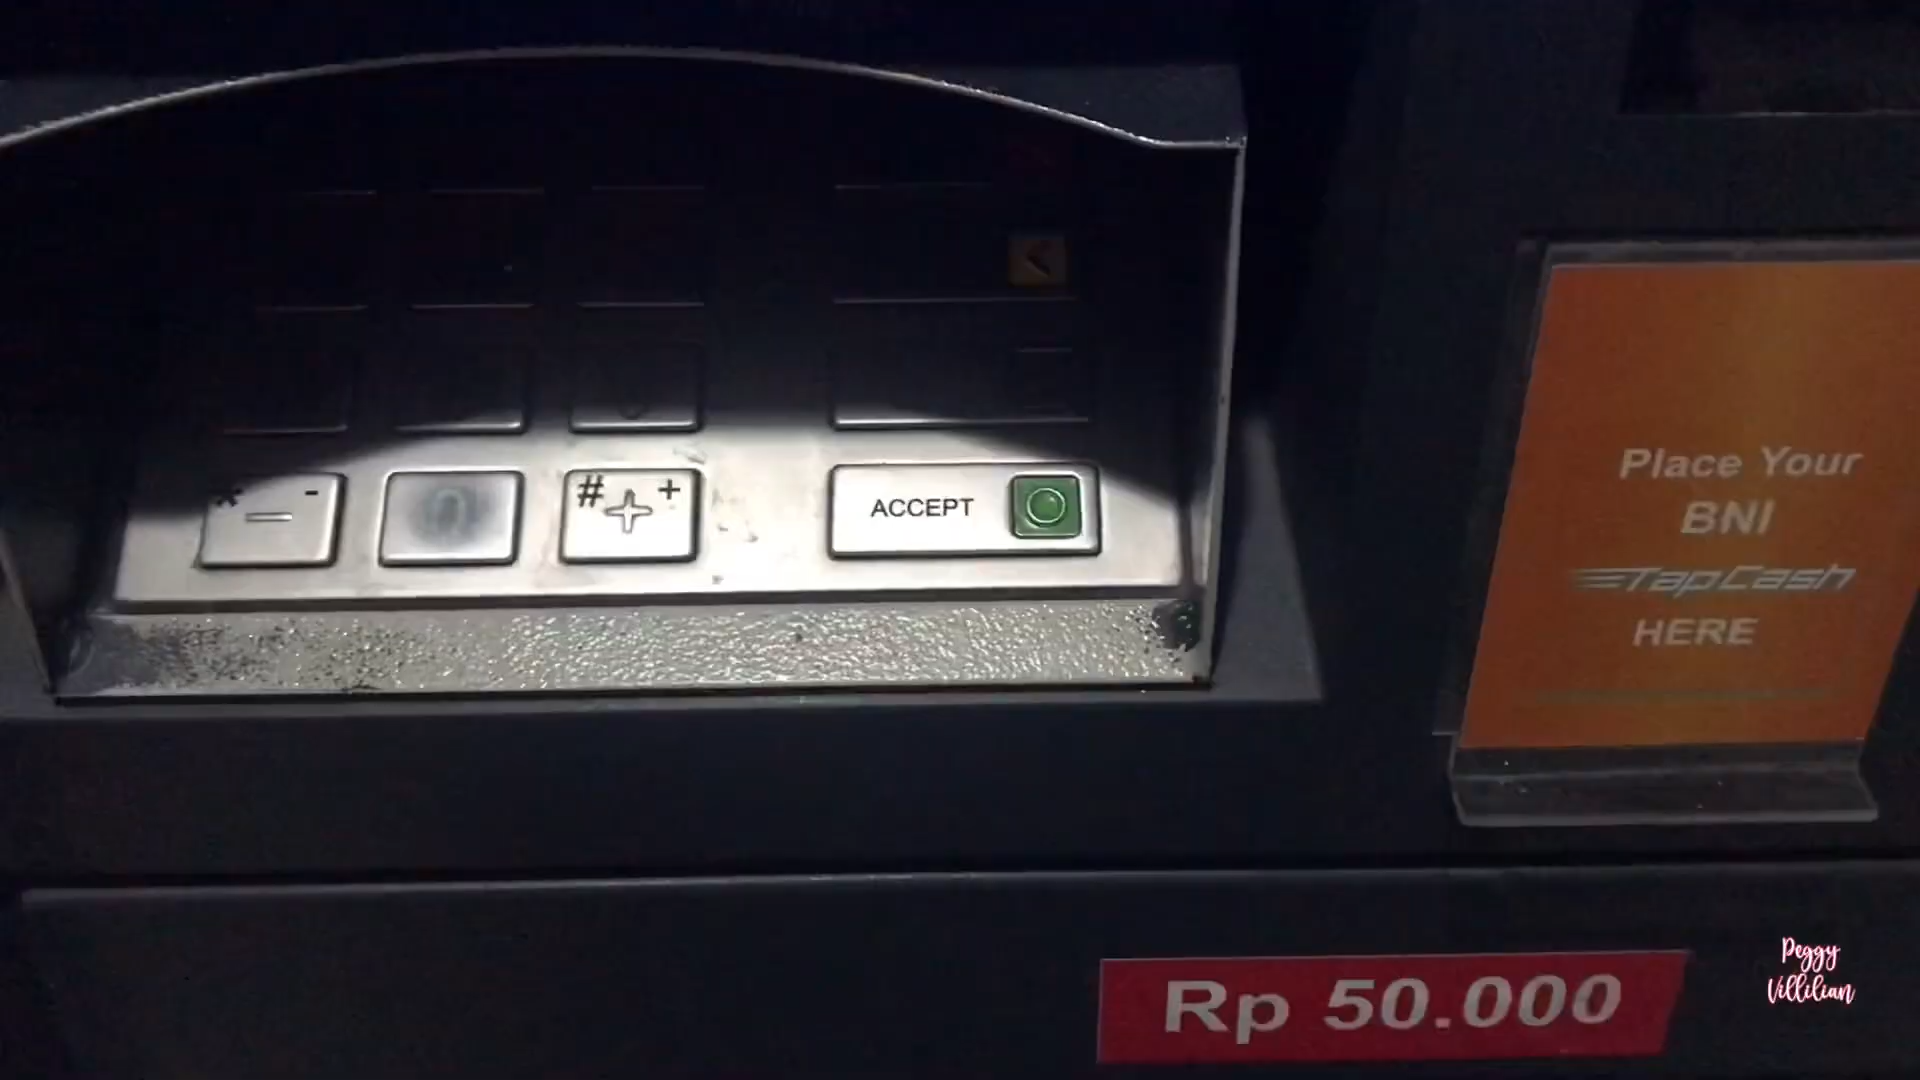 * -
# +
ACCEPT
Place Your
BNI
TapCash
HERE
Rp 50.000
Peggy
Villilian